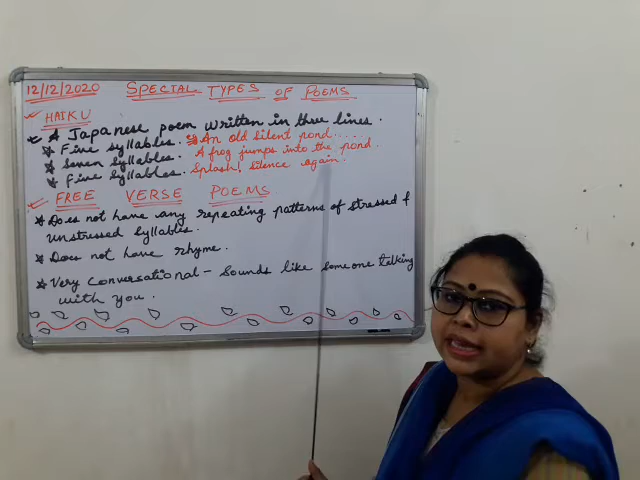 12/12/2020 SPECIAL TYPES OF POEMS
HAIKU
A Japanese poem written in three lines.
Five syllables. An old silent pond.....
Seven syllables. A frog jumps into the pond.
Five syllables. Splash! Silence again.
FREE VERSE POEMS
Does not have any repeating patterns of stressed &
unstressed syllables.
Does not have rhyme.
Very conversational - sounds like someone talking
with you.